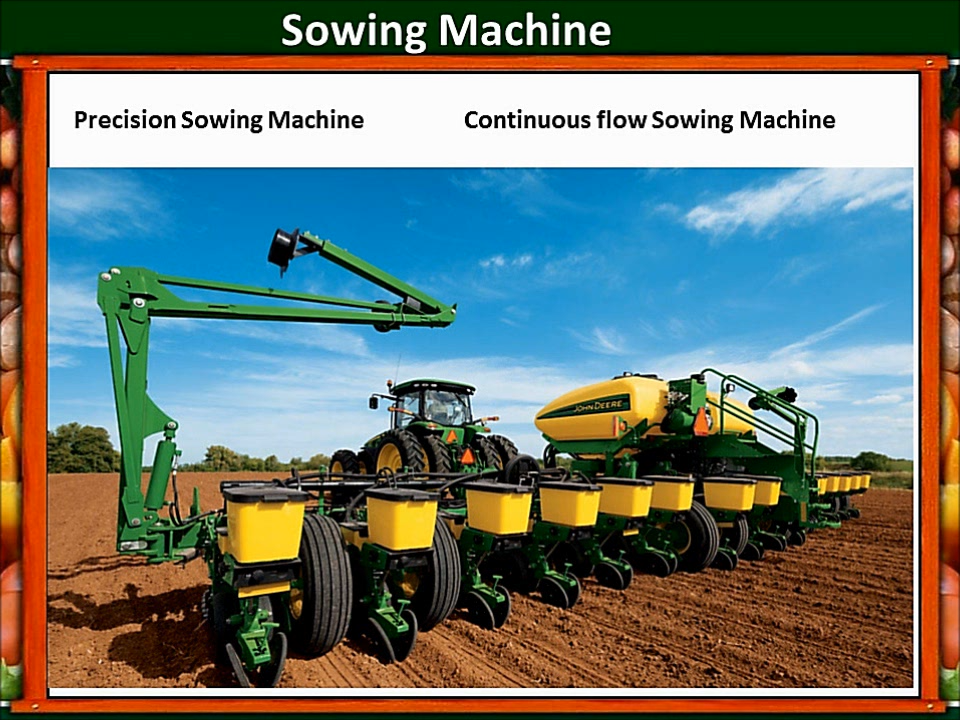 Sowing Machine
Precision Sowing Machine
Continuous flow Sowing Machine
JOHN DEERE